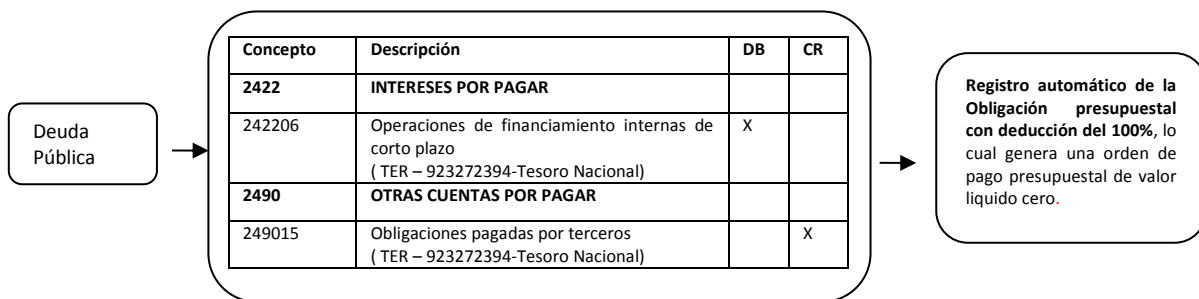 Deuda
Pública
Concepto Descripción DB CR
2422 INTERESES POR PAGAR
242206 Operaciones de financiamiento internas de X
corto plazo
( TER – 923272394-Tesoro Nacional)
2490 OTRAS CUENTAS POR PAGAR
249015 Obligaciones pagadas por terceros X
( TER – 923272394-Tesoro Nacional)
Registro automático de la
Obligación presupuestal
con deducción del 100%, lo
cual genera una orden de
pago presupuestal de valor
liquido cero.